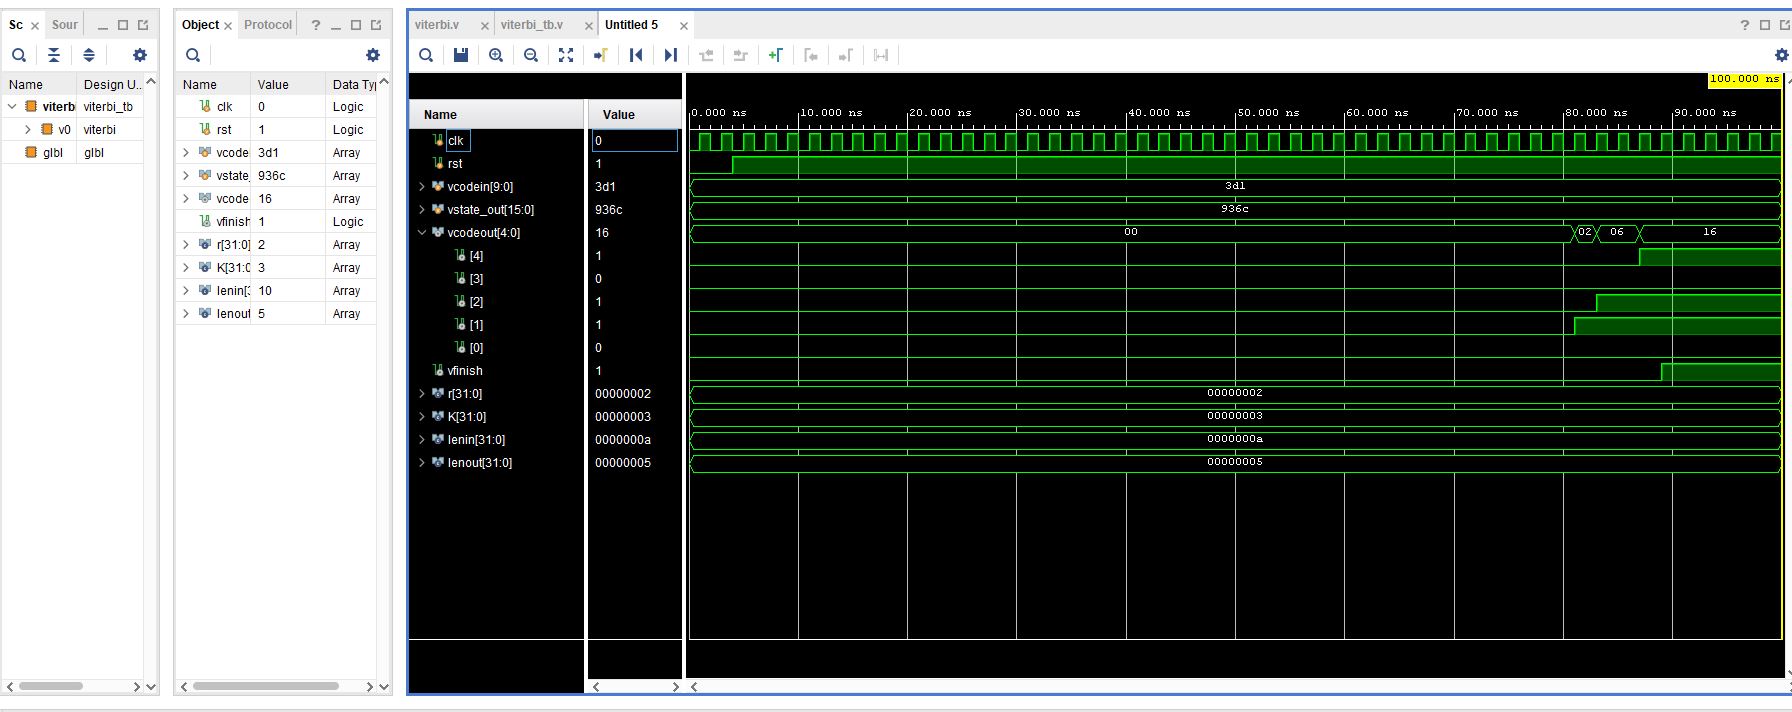 Sc
Sour
Name
Design U...
viterb
viterbi_tb
v0
viterbi
glbl
glbl
Object
Protocol
?
Name
Value
Data Ty
clk
0
Logic
rst
1
Logic
vcode
3d1
Array
vstate_
936c
Array
vcode
16
Array
vfinish
1
Logic
r[31:0]
2
Array
K[31:0
3
Array
lenin[3
10
Array
lenout
5
Array
viterbi.v
viterbi_tb.v
Untitled 5
?
100.000 ns
Name
Value
0.000 ns
10.000 ns
20.000 ns
30.000 ns
40.000 ns
50.000 ns
60.000 ns
70.000 ns
80.000 ns
90.000 ns
clk
0
rst
1
vcodein[9:0]
3d1
3d1
vstate_out[15:0]
936c
936c
vcodeout[4:0]
16
00
02
06
16
[4]
1
[3]
0
[2]
1
[1]
1
[0]
0
vfinish
1
r[31:0]
00000002
00000002
K[31:0]
00000003
00000003
lenin[31:0]
0000000a
0000000a
lenout[31:0]
00000005
00000005